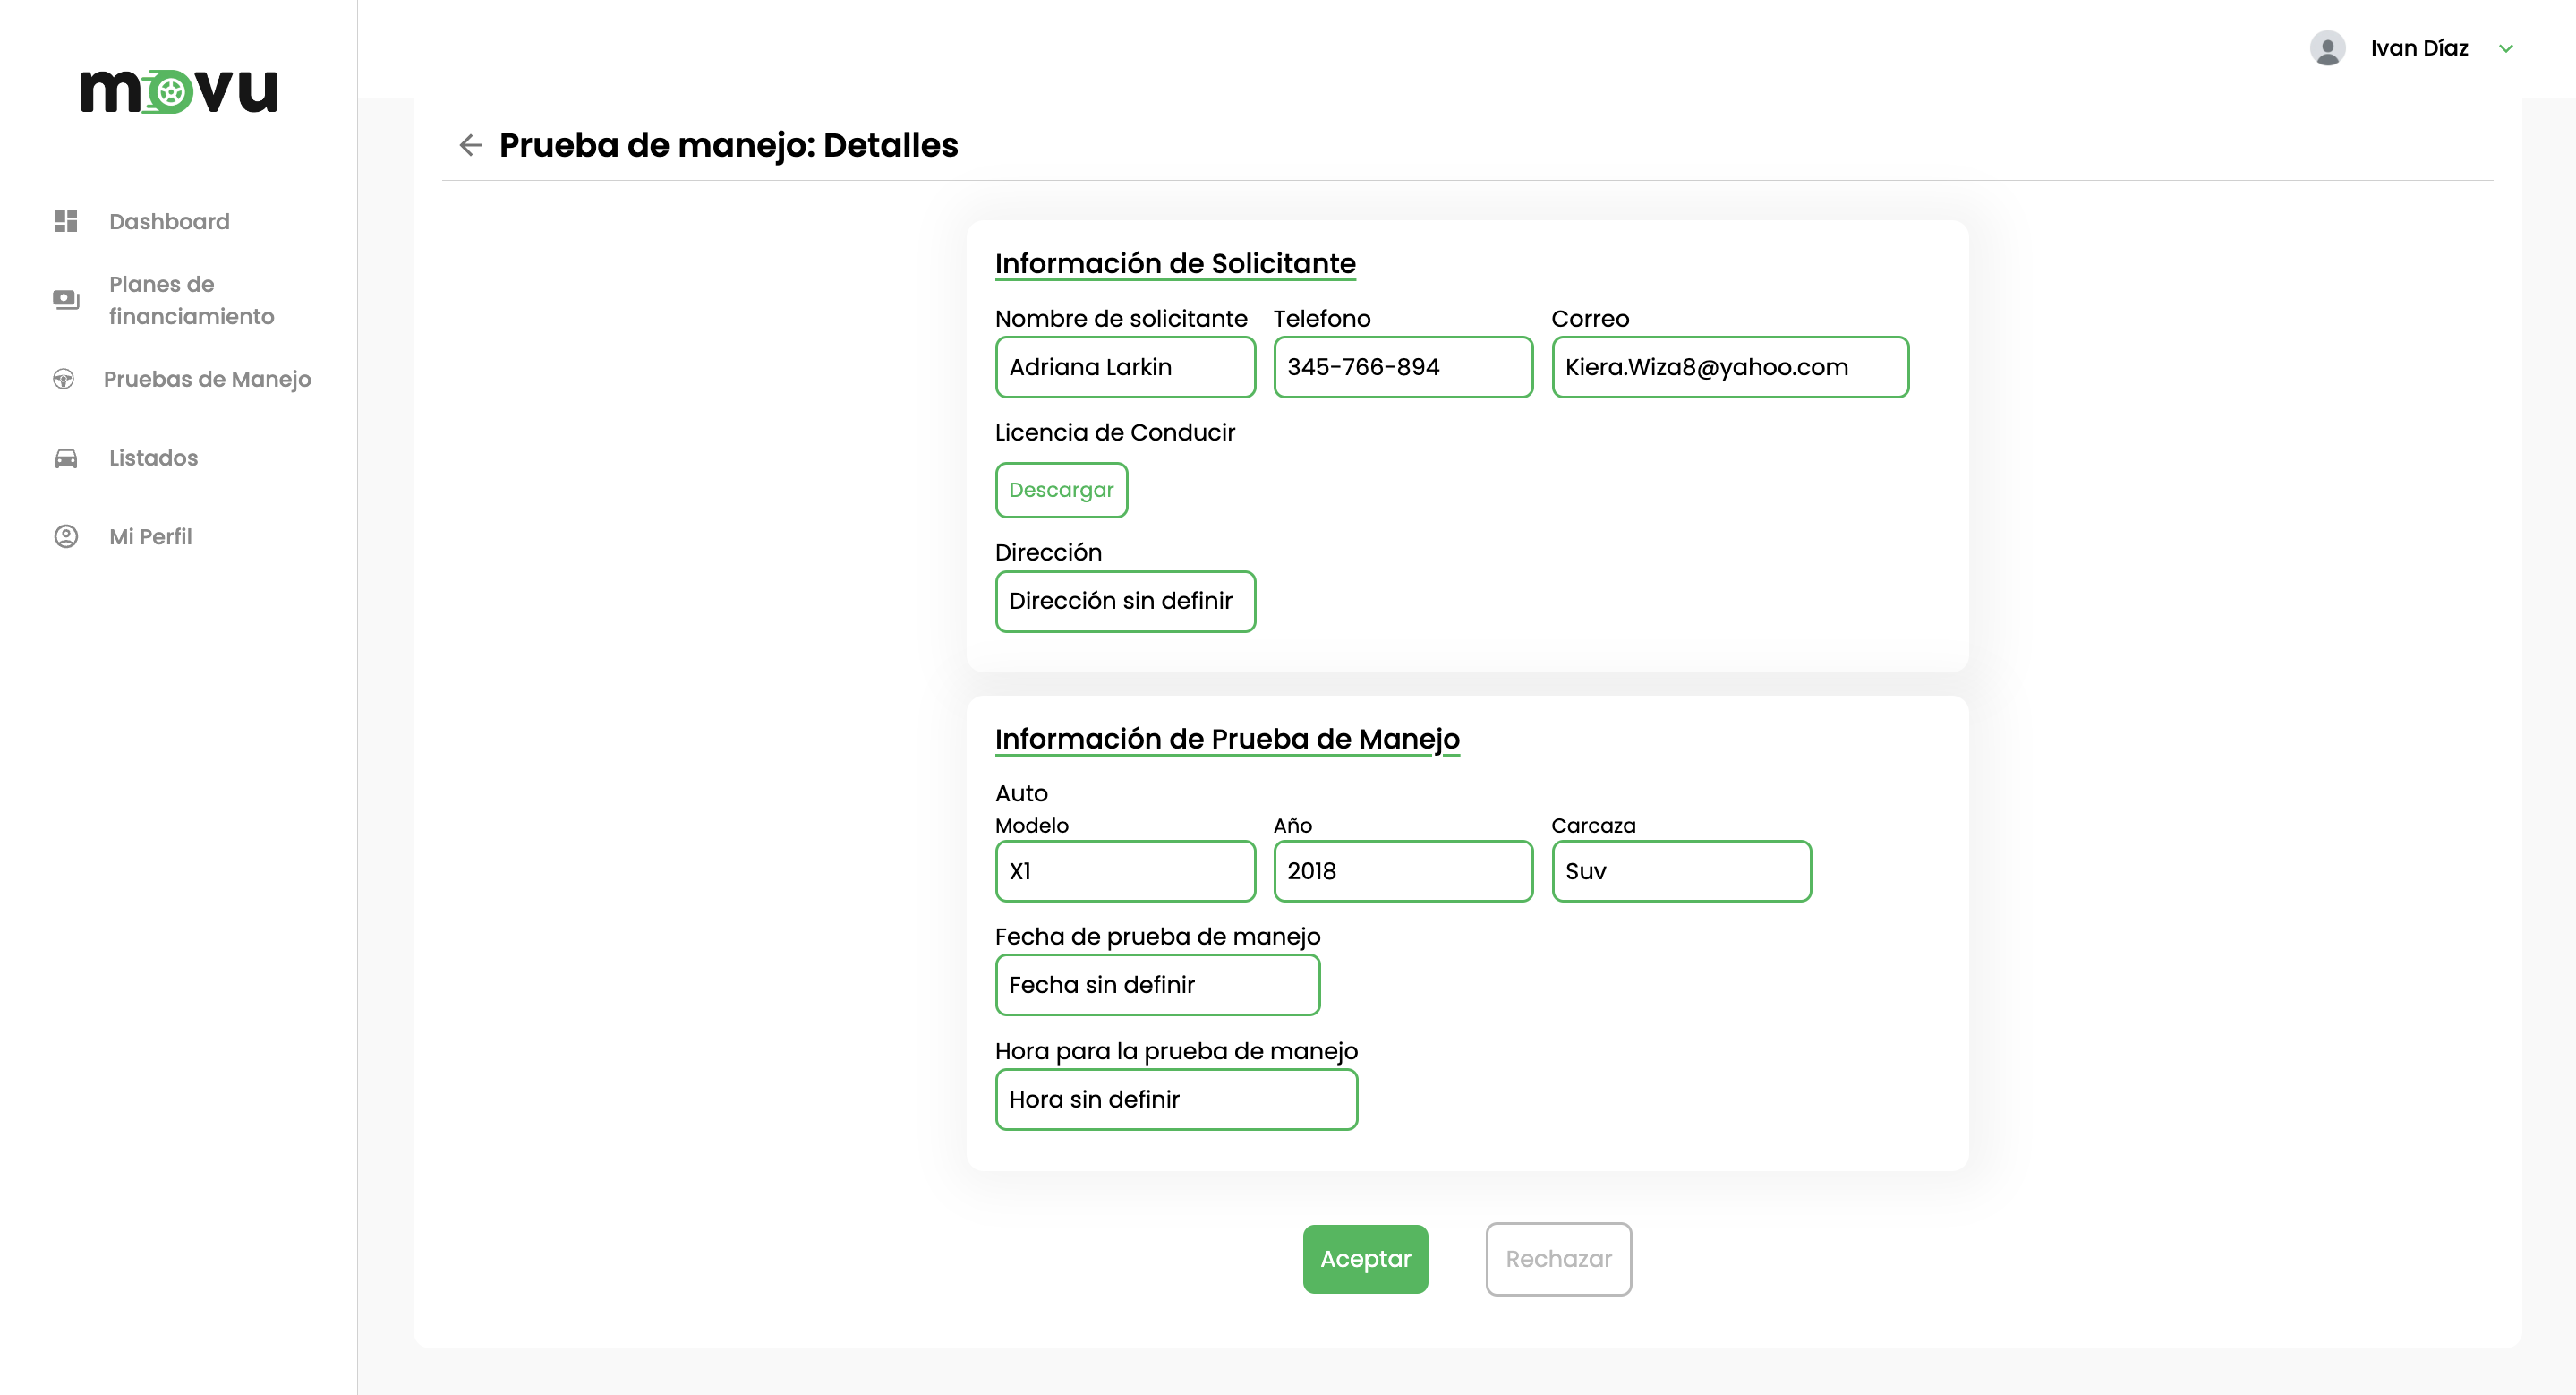 movu
Ivan Díaz
Prueba de manejo: Detalles
Dashboard
Planes de
financiamiento
Pruebas de Manejo
Listados
Mi Perfil
Información de Solicitante
Nombre de solicitante Telefono Correo
Adriana Larkin 345-766-894 Kiera.Wiza8@yahoo.com
Licencia de Conducir
Descargar
Dirección
Dirección sin definir
Información de Prueba de Manejo
Auto
Modelo Año Carcaza
X1 2018 Suv
Fecha de prueba de manejo
Fecha sin definir
Hora para la prueba de manejo
Hora sin definir
Aceptar Rechazar